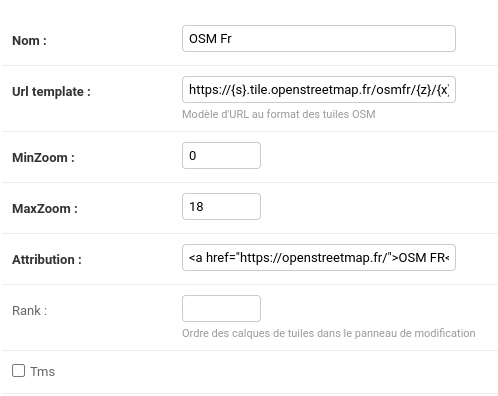 Nom :
OSM Fr
Url template :
https://{s}.tile.openstreetmap.fr/osmfr/{z}/{x}
Modèle d'URL au format des tuiles OSM
MinZoom :
0
MaxZoom :
18
Attribution :
<a href="https://openstreetmap.fr/">OSM FR<
Rank :
Ordre des calques de tuiles dans le panneau de modification
Tms